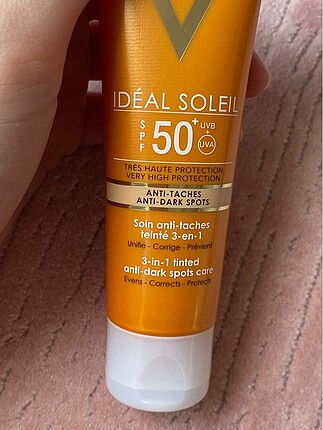 IDÉAL SOLEIL
SPF 50+ UVB + UVA
TRÈS HAUTE PROTECTION
VERY HIGH PROTECTION
ANTI-TACHES
ANTI-DARK SPOTS
Soin anti-taches
teinté 3-en-1
Unifie - Corrige - Prévient
3-in-1 tinted
anti-dark spots care
Evens - Corrects - Protects